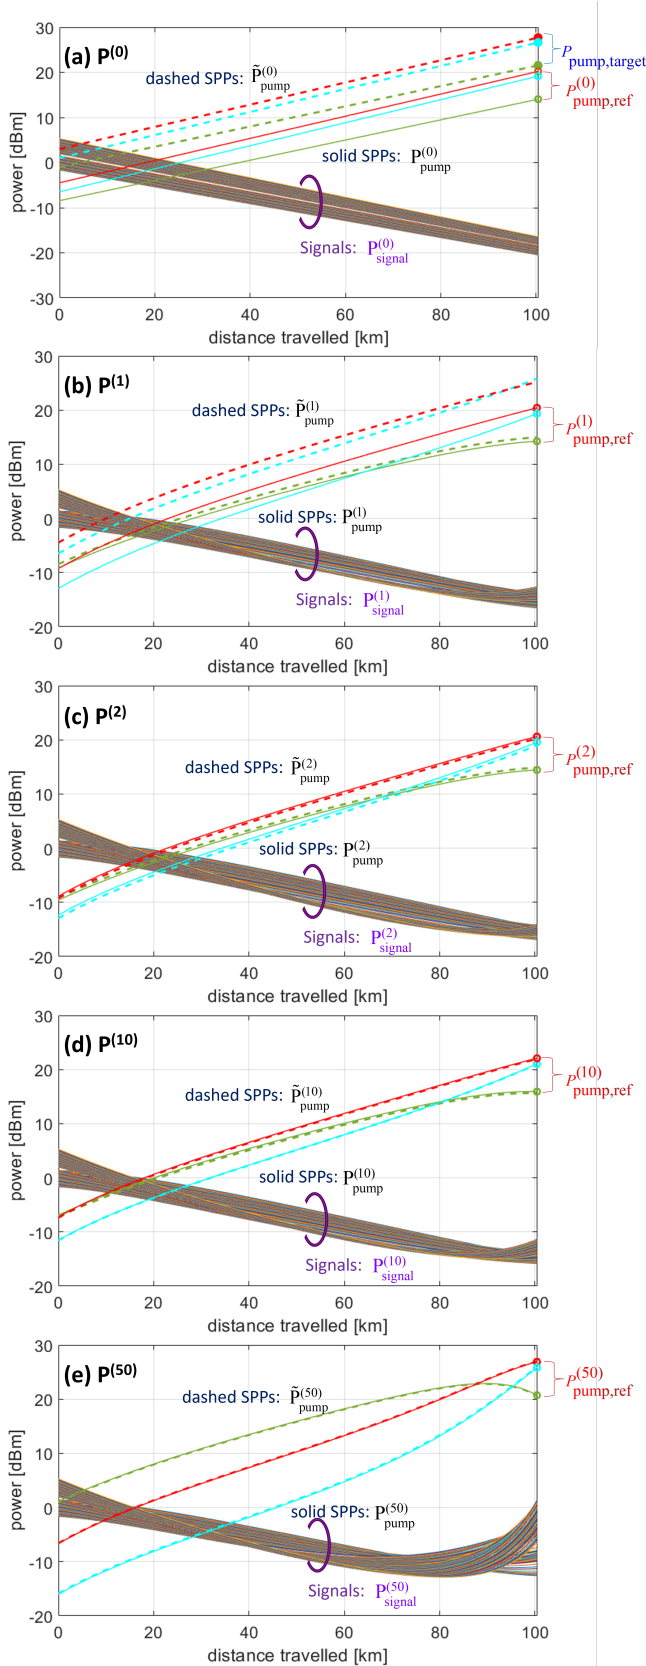 (a) P(0)
30
20
10
0
-10
-20
-30
power [dBm]
dashed SPPs: P̃(0)pump
solid SPPs: P(0)pump
Signals: P(0)signal
Ppump,target
P(0)pump,ref
0 20 40 60 80 100
distance travelled [km]
(b) P(1)
30
20
10
0
-10
-20
power [dBm]
dashed SPPs: P̃(1)pump
solid SPPs: P(1)pump
Signals: P(1)signal
P(1)pump,ref
0 20 40 60 80 100
distance travelled [km]
(c) P(2)
30
20
10
0
-10
-20
power [dBm]
dashed SPPs: P̃(2)pump
solid SPPs: P(2)pump
Signals: P(2)signal
P(2)pump,ref
0 20 40 60 80 100
distance travelled [km]
(d) P(10)
30
20
10
0
-10
-20
power [dBm]
dashed SPPs: P̃(10)pump
solid SPPs: P(10)pump
Signals: P(10)signal
P(10)pump,ref
0 20 40 60 80 100
distance travelled [km]
(e) P(50)
30
20
10
0
-10
-20
power [dBm]
dashed SPPs: P̃(50)pump
solid SPPs: P(50)pump
Signals: P(50)signal
P(50)pump,ref
0 20 40 60 80 100
distance travelled [km]